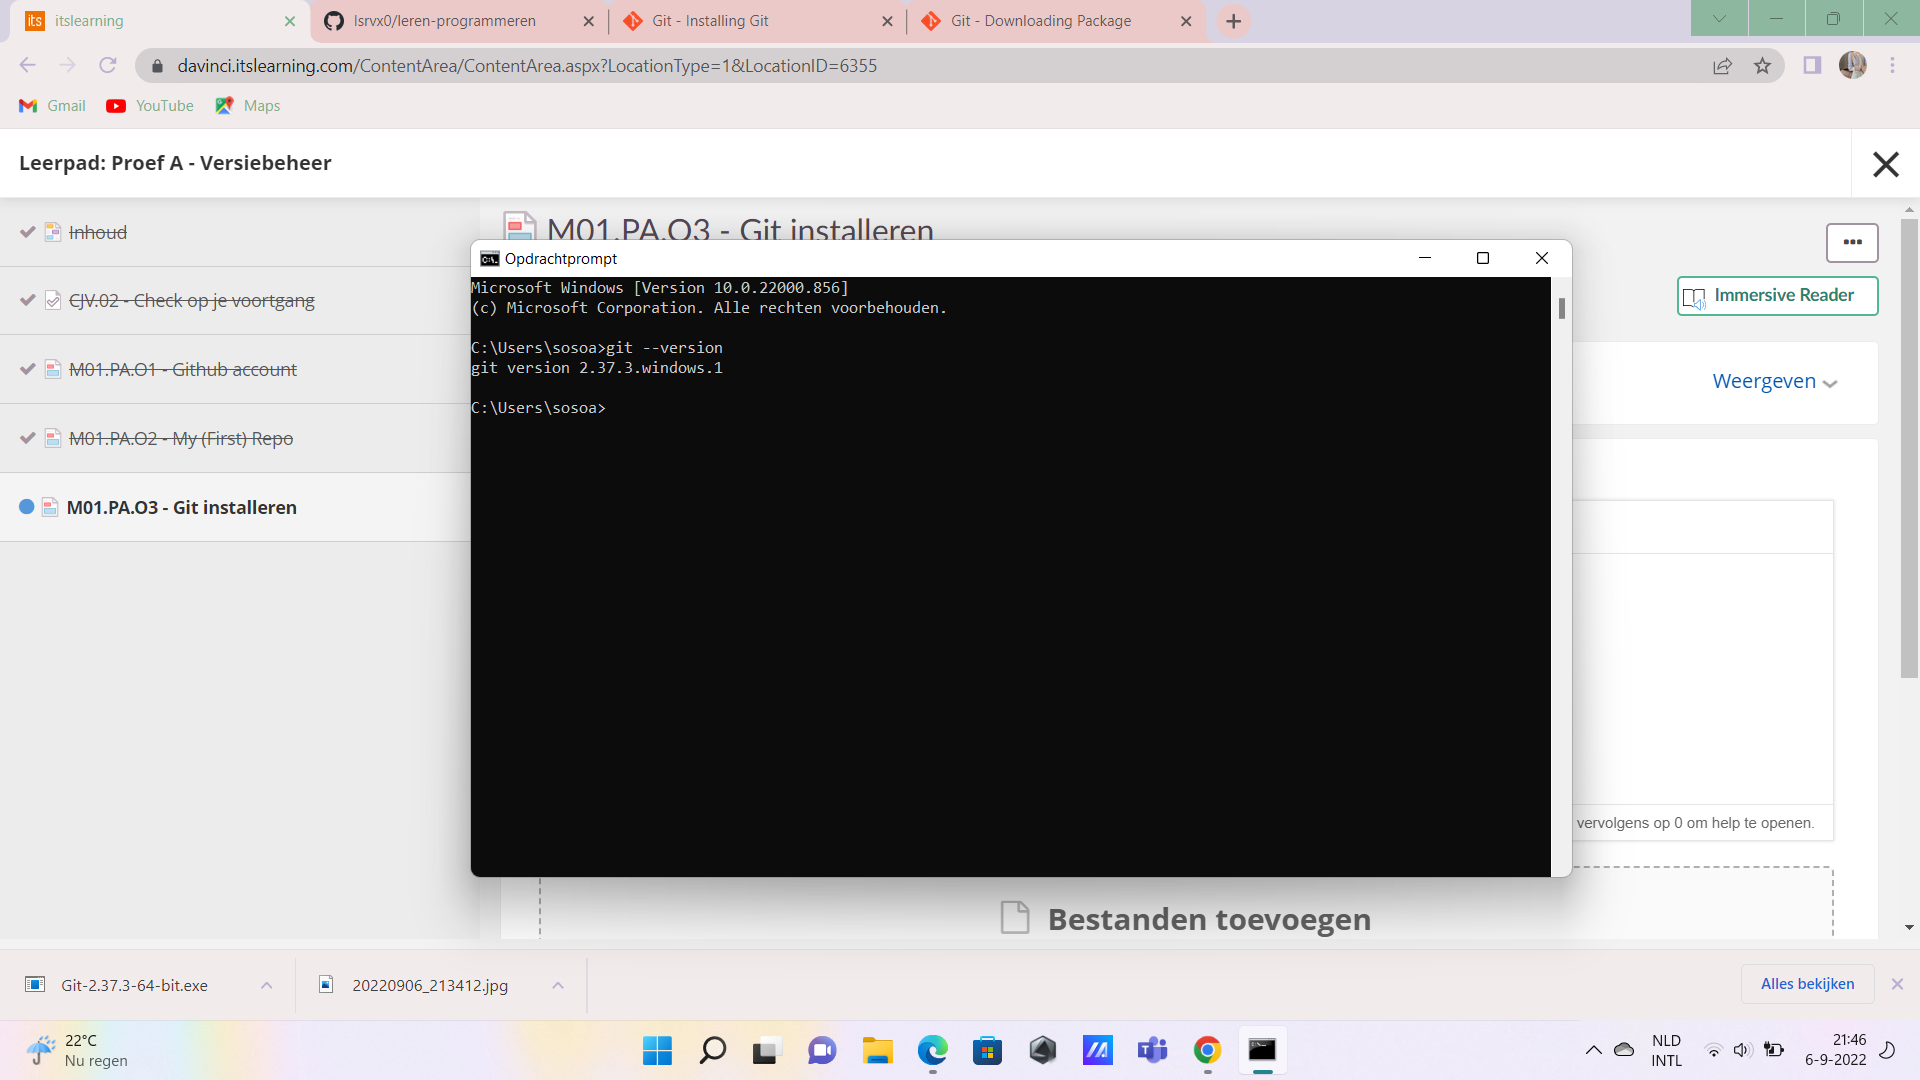 itslearning
lsrvx0/leren-programmeren
Git - Installing Git
Git - Downloading Package
davinci.itslearning.com/ContentArea/ContentArea.aspx?LocationType=1&LocationID=6355
Gmail
YouTube
Maps
Leerpad: Proef A - Versiebeheer
Inhoud
CJV.02 - Check op je voortgang
M01.PA.O1 - Github account
M01.PA.O2 - My (First) Repo
M01.PA.O3 - Git installeren
M01.PA.O3 - Git installeren
Immersive Reader
Weergeven
Opdrachtprompt
Microsoft Windows [Version 10.0.22000.856]
(c) Microsoft Corporation. Alle rechten voorbehouden.
C:\Users\sosoa>git --version
git version 2.37.3.windows.1
C:\Users\sosoa>
vervolgens op 0 om help te openen.
Bestanden toevoegen
Git-2.37.3-64-bit.exe
20220906_213412.jpg
Alles bekijken
22°C
Nu regen
NLD
INTL
21:46
6-9-2022